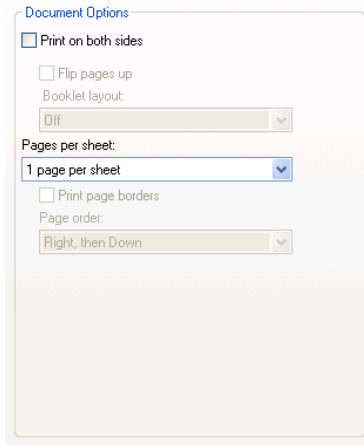 Document Options
Print on both sides
Flip pages up
Booklet layout:
Off
Pages per sheet:
1 page per sheet
Print page borders
Page order:
Right, then Down